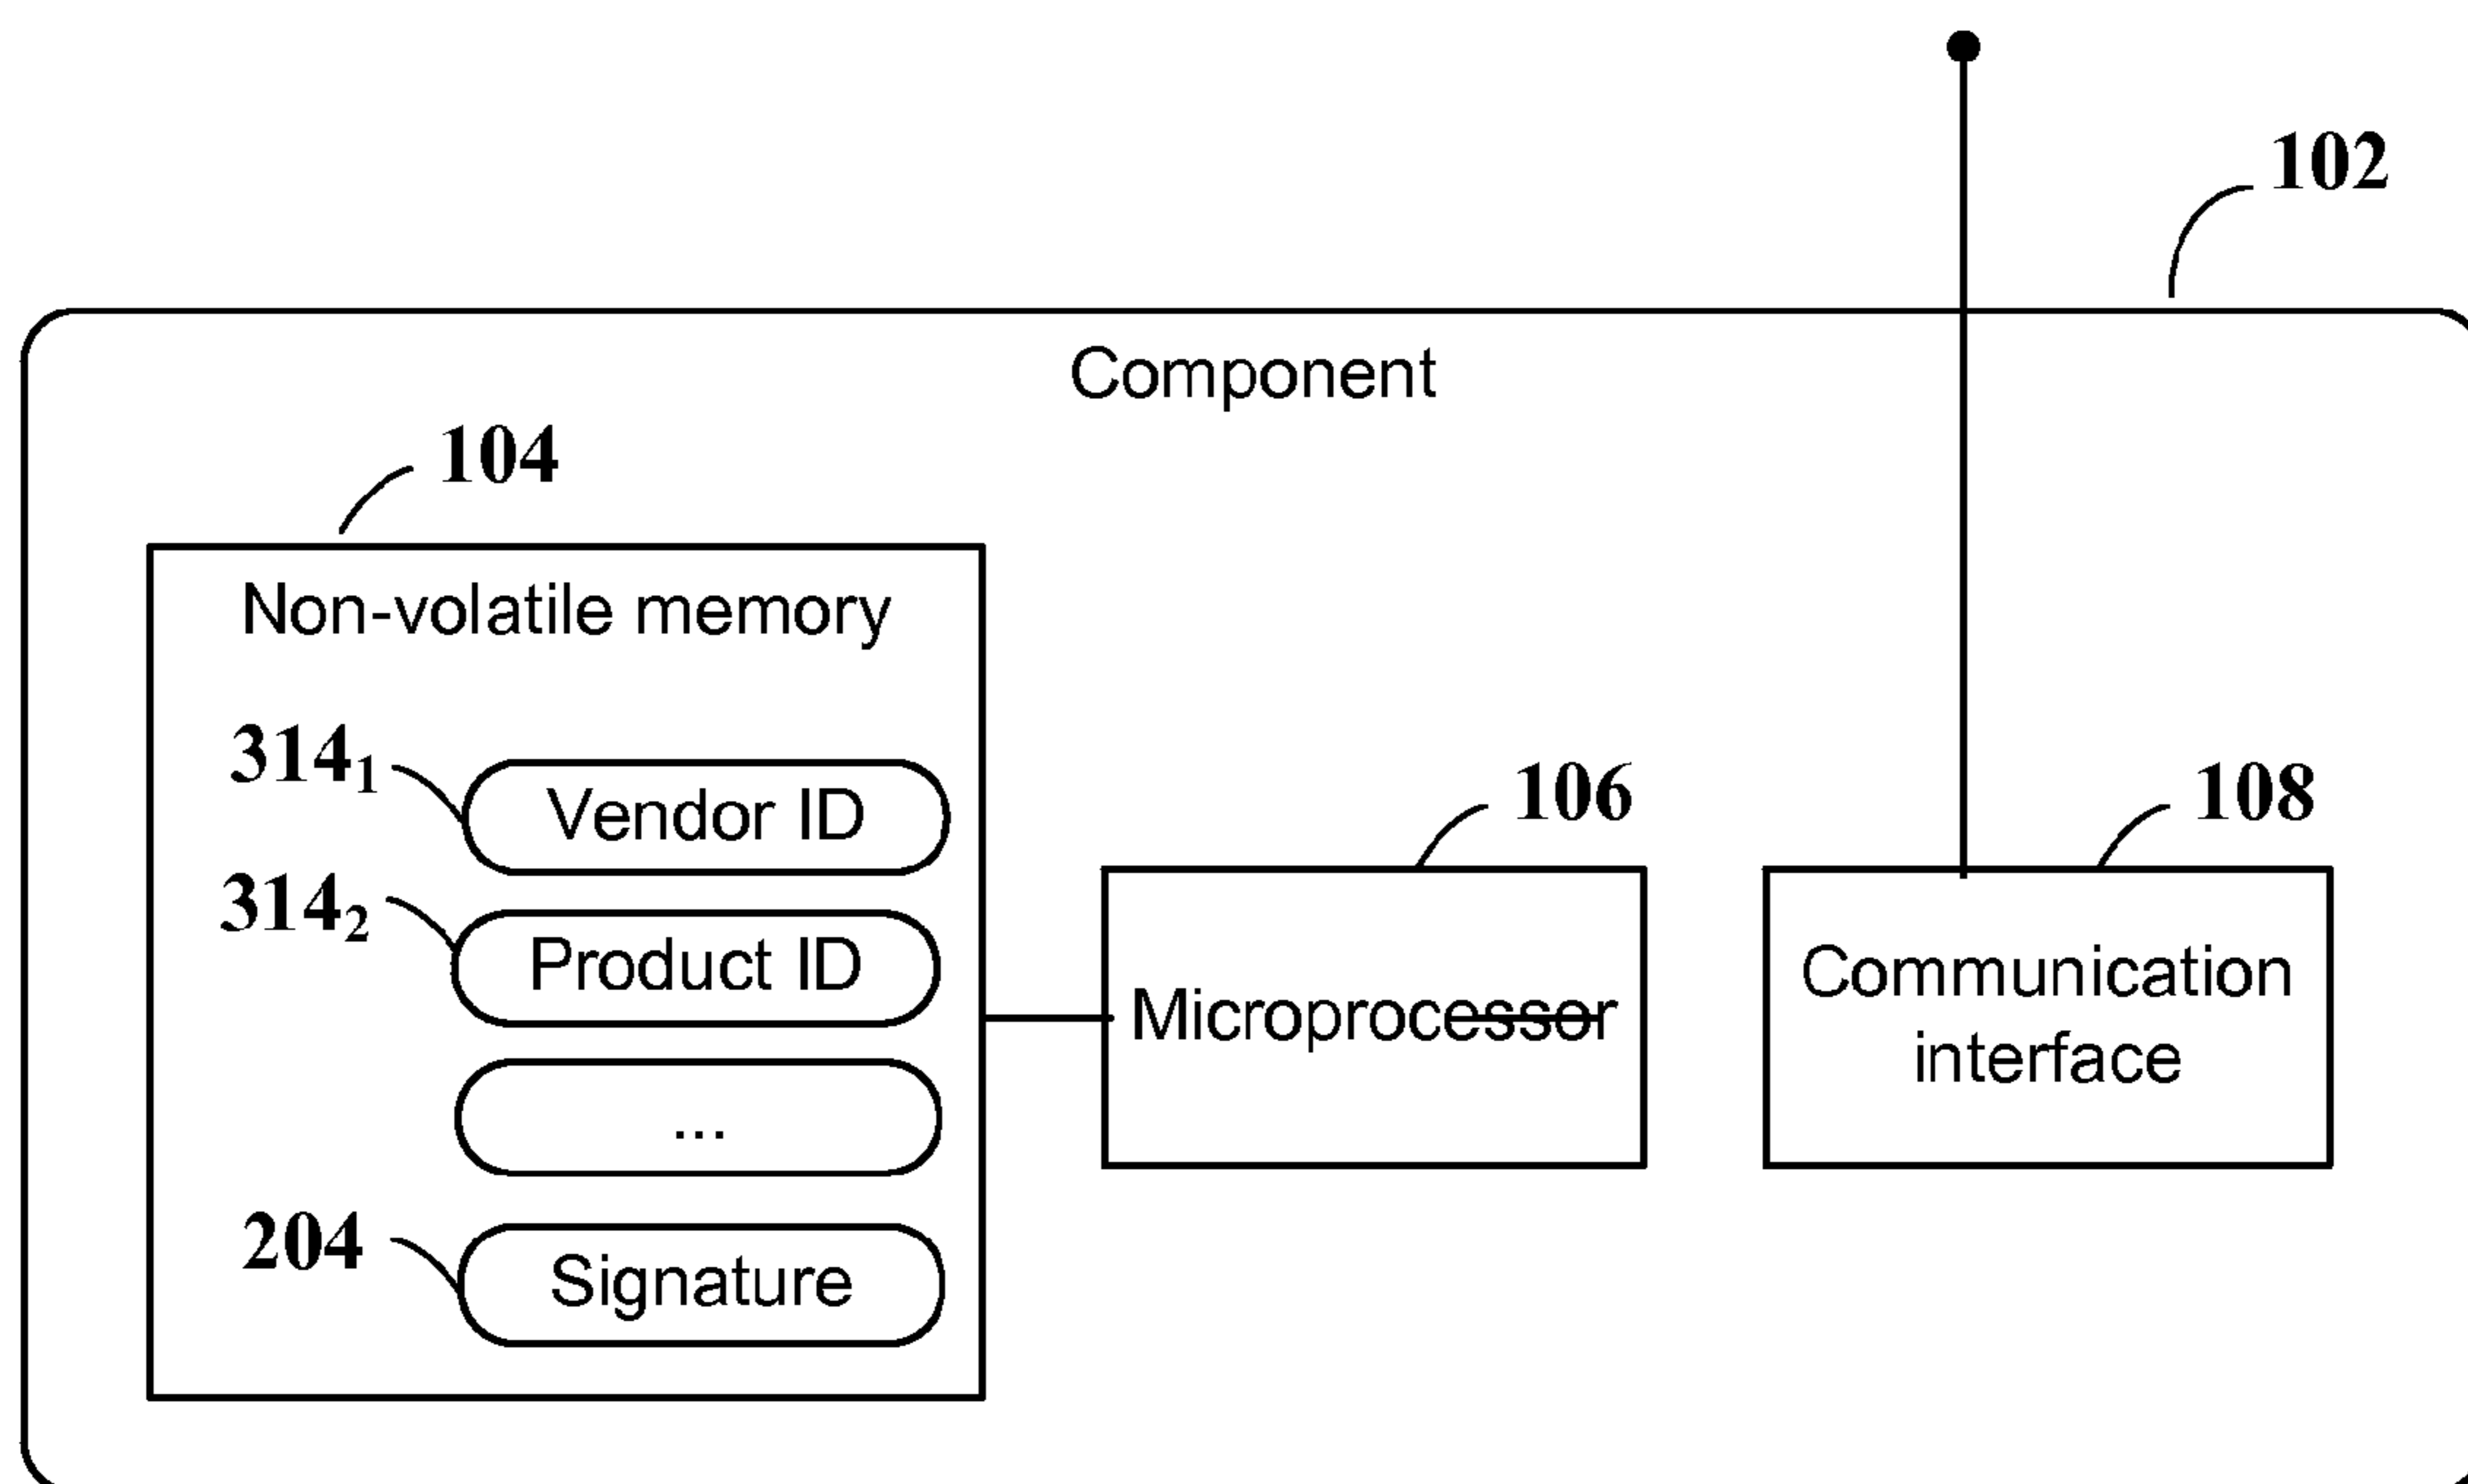 102
Component
104
Non-volatile memory
314₁
Vendor ID
314₂
Product ID
...
204
Signature
106
Microprocessor
108
Communication
interface